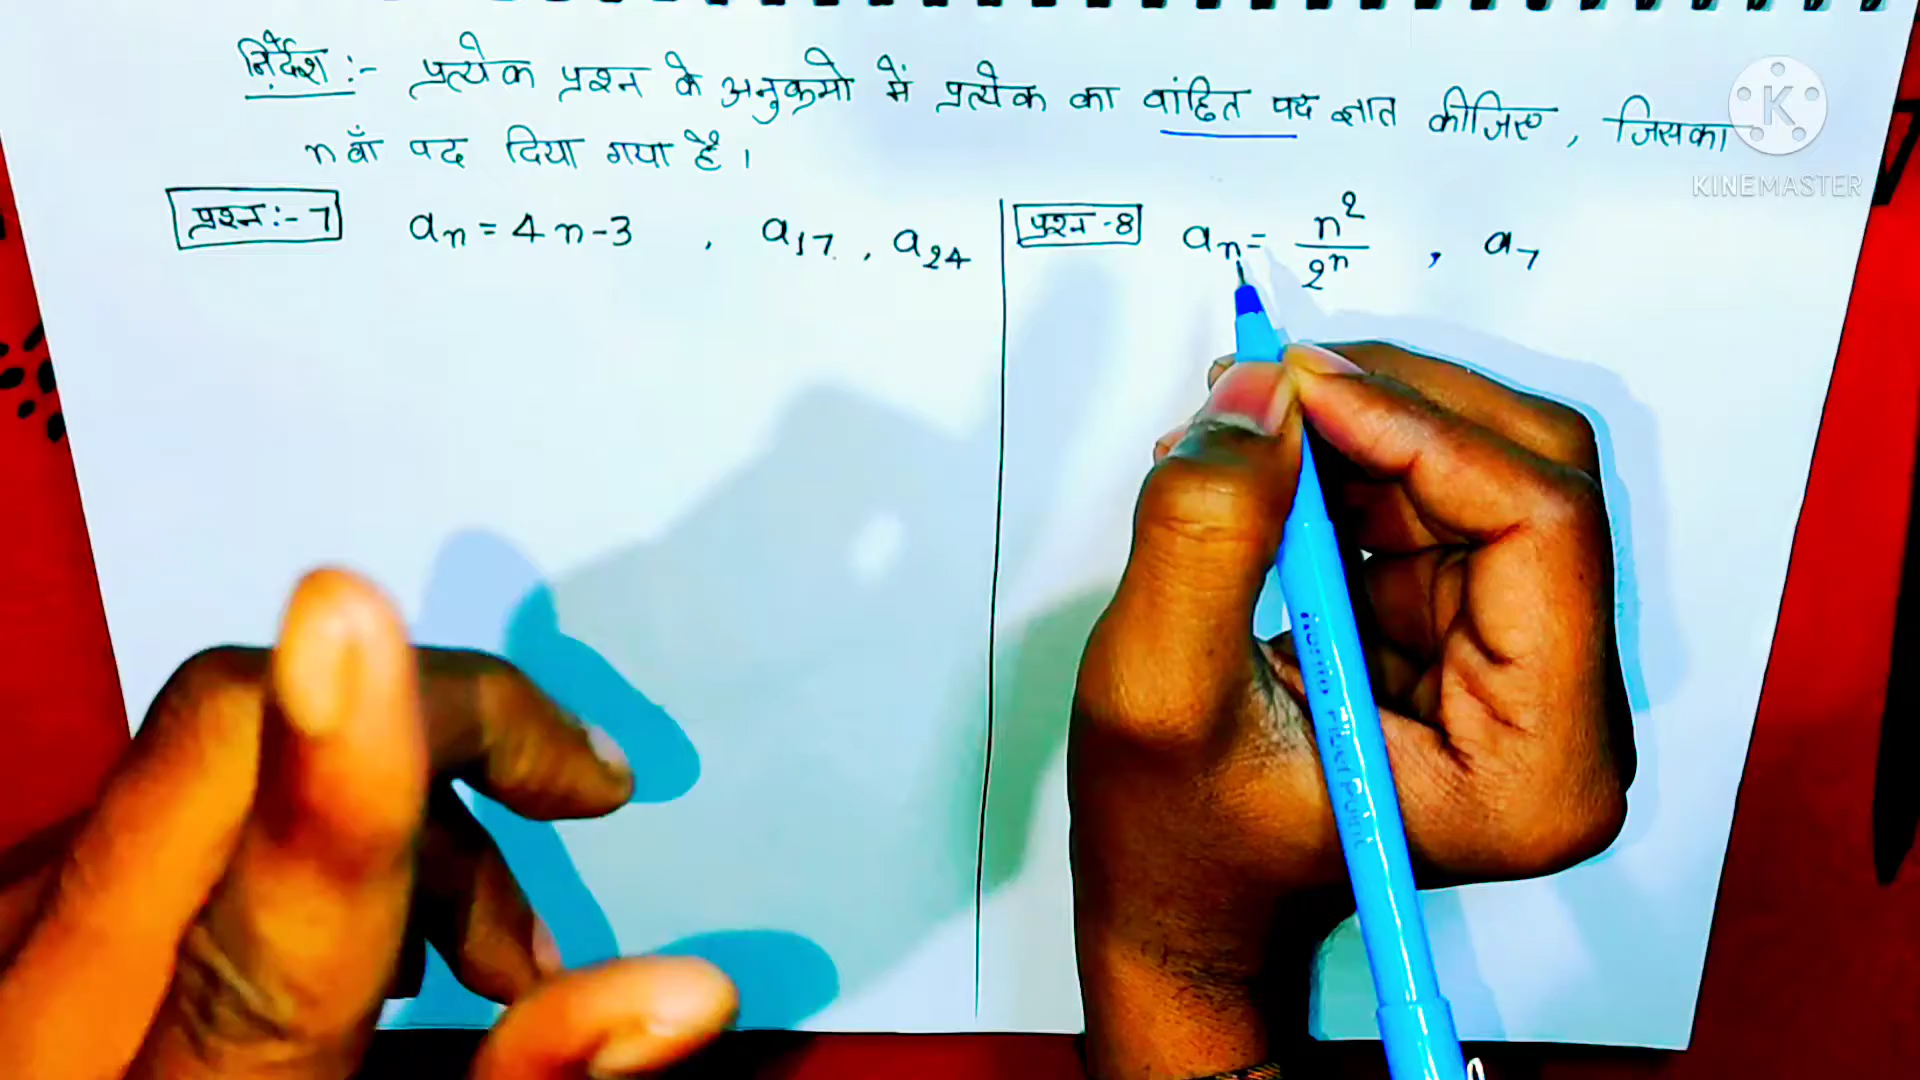 निर्देश :- प्रत्येक प्रश्न के अनुक्रमो में प्रत्येक का वांछित पद ज्ञात कीजिए , जिसका
n वाँ पद दिया गया है।
प्रश्न:- 7 aₙ = 4n-3 , a₁₇ , a₂₄
प्रश्न -8 aₙ = n²/2ⁿ , a₇
K
KINEMASTER